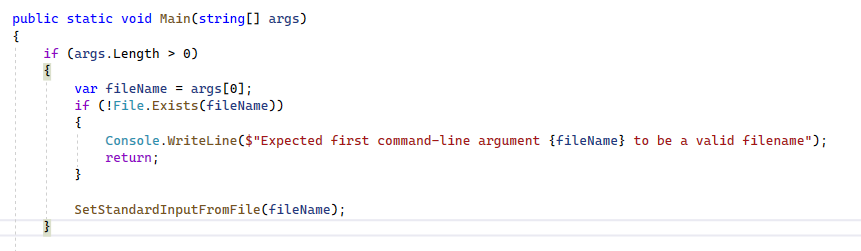 public static void Main(string[] args)
{
    if (args.Length > 0)
    {
        var fileName = args[0];
        if (!File.Exists(fileName))
        {
            Console.WriteLine($"Expected first command-line argument {fileName} to be a valid filename");
            return;
        }

        SetStandardInputFromFile(fileName);
    }